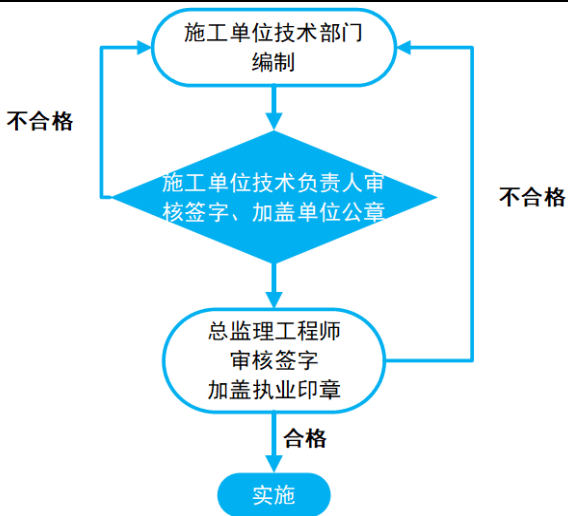 施工单位技术部门
编制
不合格
施工单位技术负责人审
核签字、加盖单位公章
不合格
总监理工程师
审核签字
加盖执业印章
合格
实施